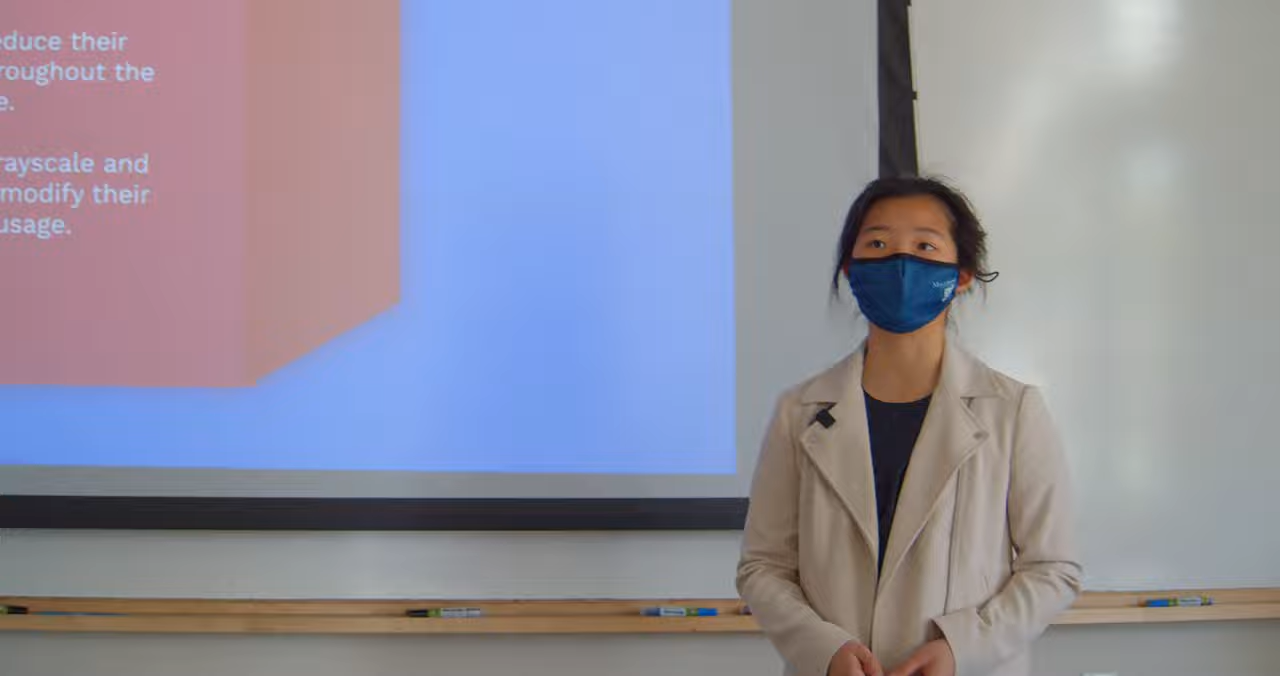 educe their
roughout the
e.
rayscale and
modify their
usage.